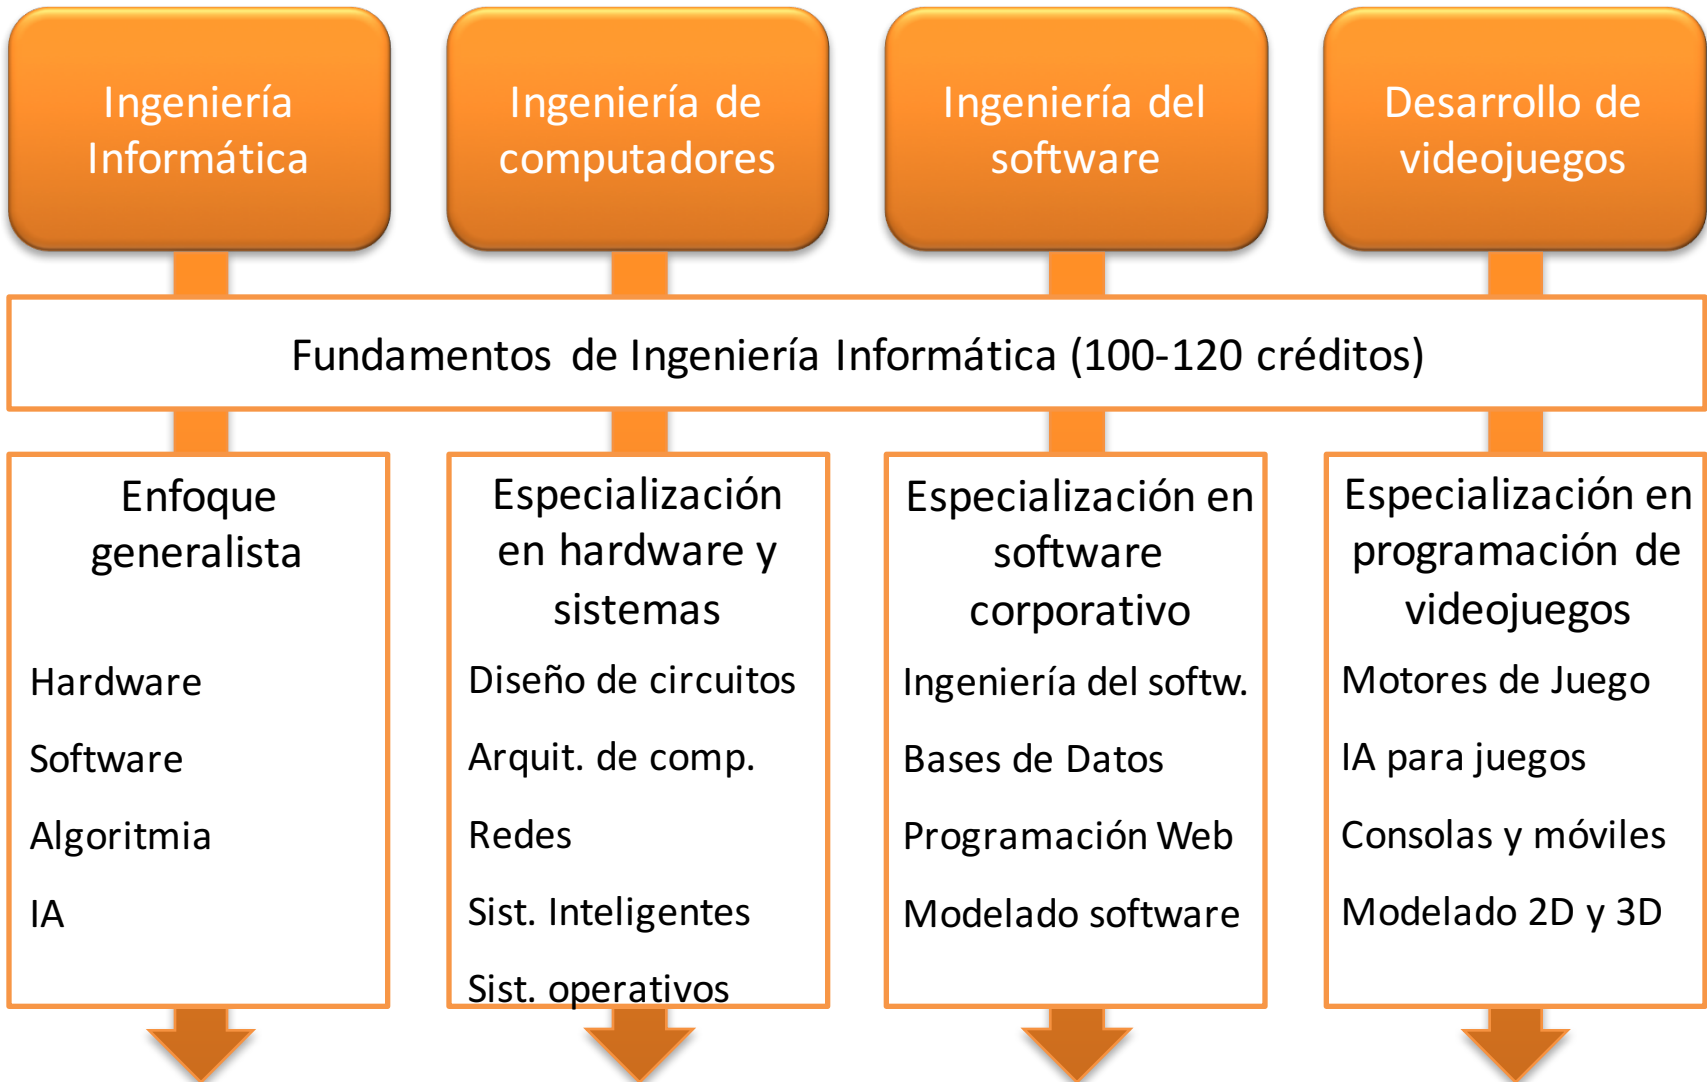 Ingeniería
Informática
Ingeniería de
computadores
Ingeniería del
software
Desarrollo de
videojuegos
Fundamentos de Ingeniería Informática (100-120 créditos)
Enfoque
generalista
Hardware
Software
Algoritmia
IA
Especialización
en hardware y
sistemas
Diseño de circuitos
Arquit. de comp.
Redes
Sist. Inteligentes
Sist. operativos
Especialización en
software
corporativo
Ingeniería del softw.
Bases de Datos
Programación Web
Modelado software
Especialización en
programación de
videojuegos
Motores de Juego
IA para juegos
Consolas y móviles
Modelado 2D y 3D